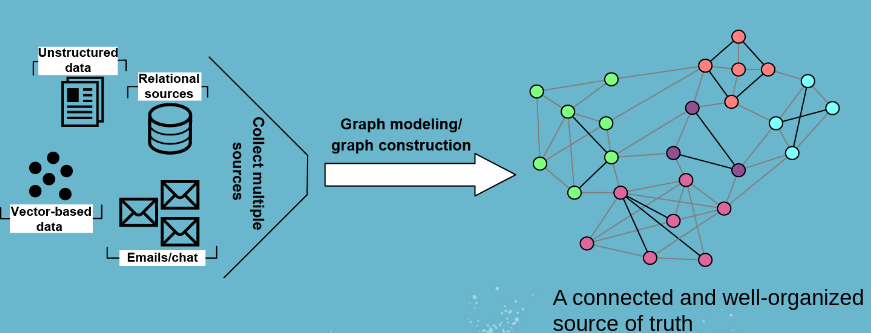 Unstructured
data
Relational
sources
Vector-based
data
Emails/chat
Collect multiple
sources
Graph modeling/
graph construction
A connected and well-organized
source of truth